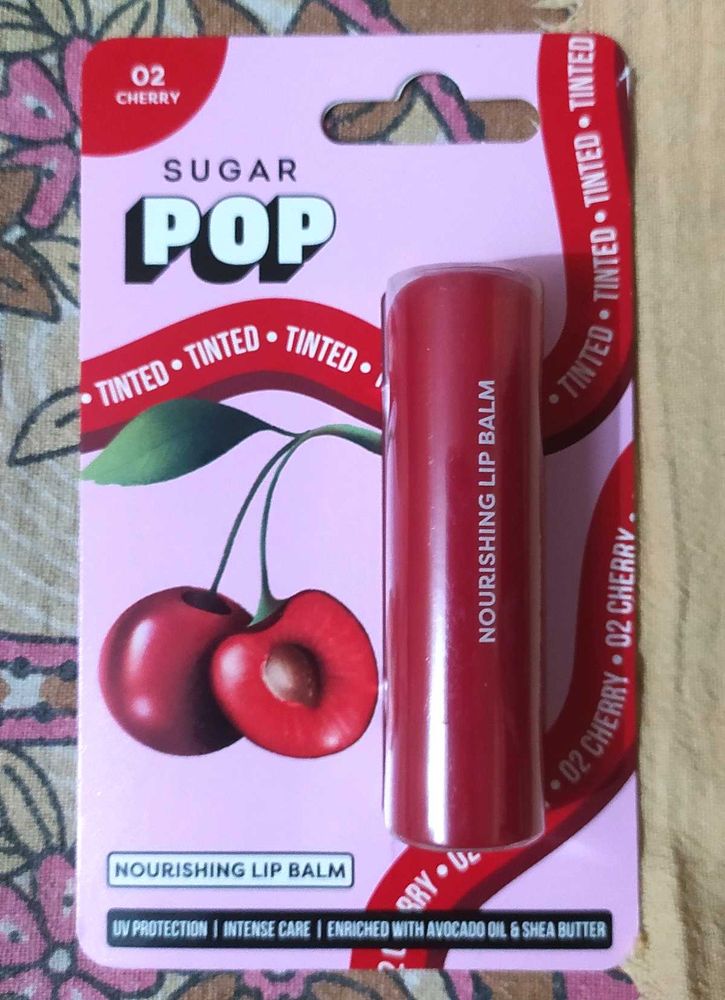 02
CHERRY
SUGAR
POP
• TINTED • TINTED • TINTED •
• TINTED • TINTED • TINTED
NOURISHING LIP BALM
• 02 CHERRY • 02 CHERRY •
NOURISHING LIP BALM
UV PROTECTION | INTENSE CARE | ENRICHED WITH AVOCADO OIL & SHEA BUTTER